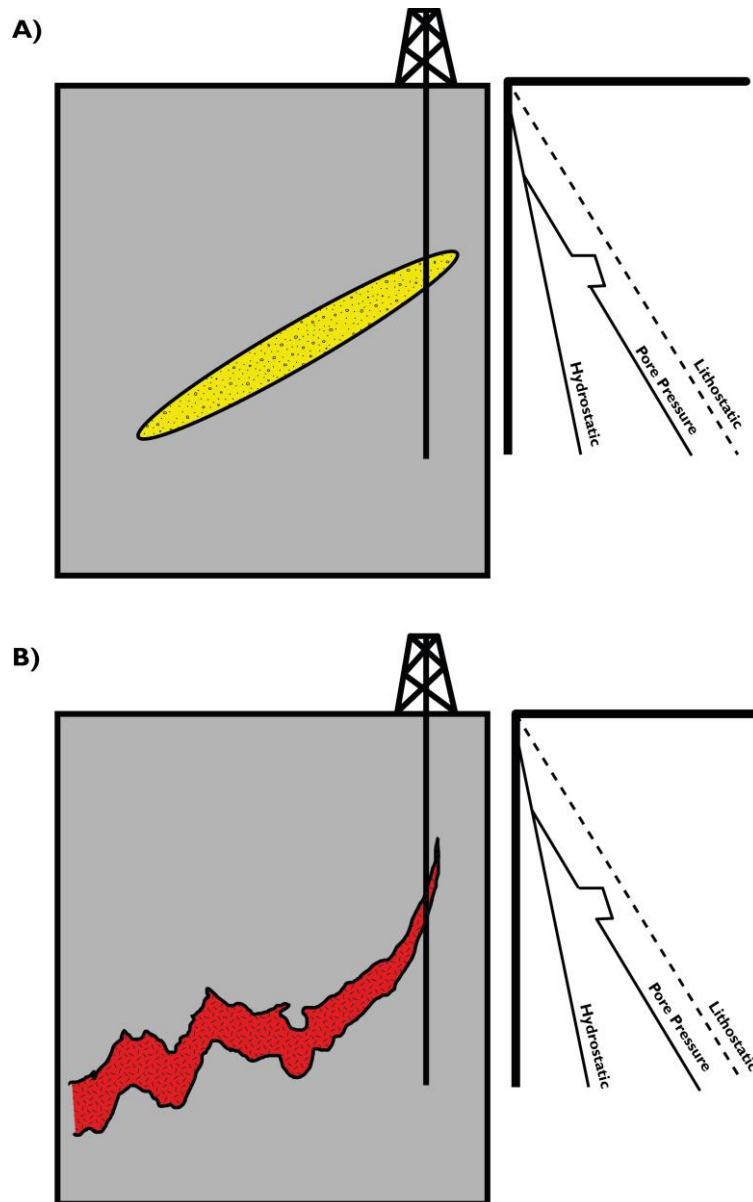 A)
Hydrostatic
Pore Pressure
Lithostatic
B)
Hydrostatic
Pore Pressure
Lithostatic